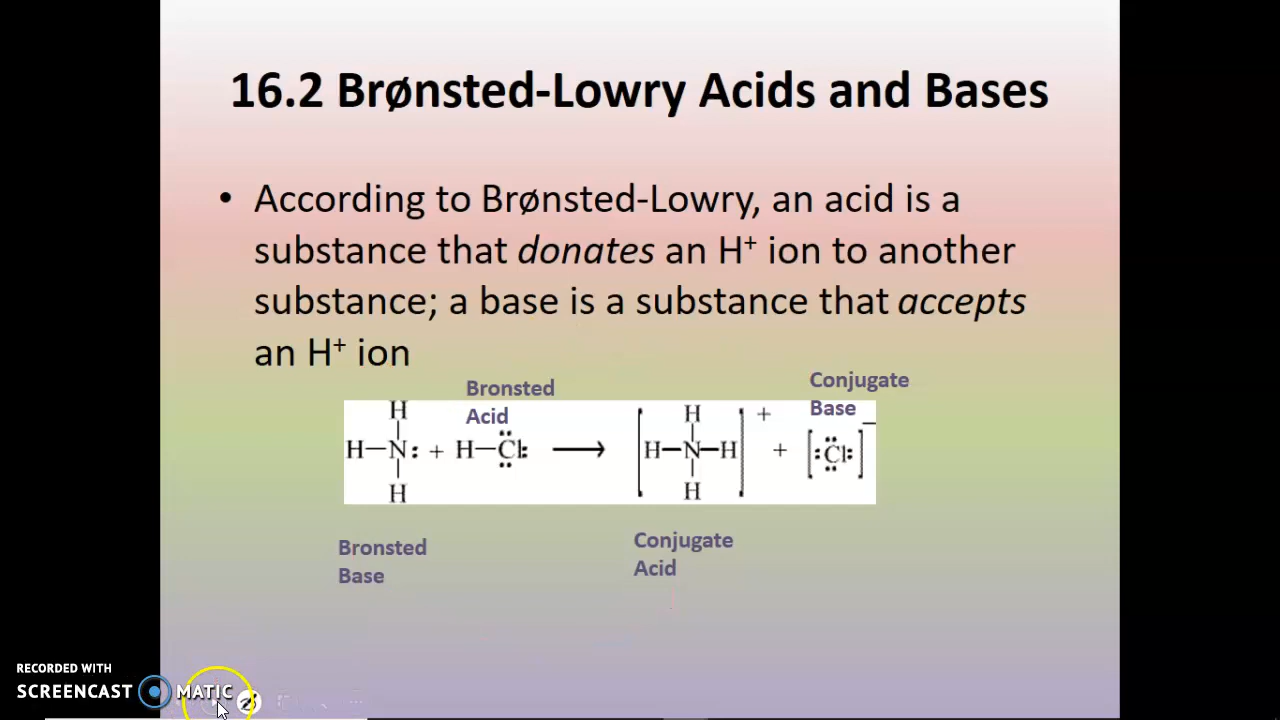 16.2 Brønsted-Lowry Acids and Bases
• According to Brønsted-Lowry, an acid is a
substance that donates an H⁺ ion to another
substance; a base is a substance that accepts
an H⁺ ion
Bronsted
Acid
Conjugate
Base
H H +
H–N: + H–Cl: ⟶ [H–N–H] + [:Cl:]⁻
H H
Bronsted
Base
Conjugate
Acid
RECORDED WITH
SCREENCAST MATIC